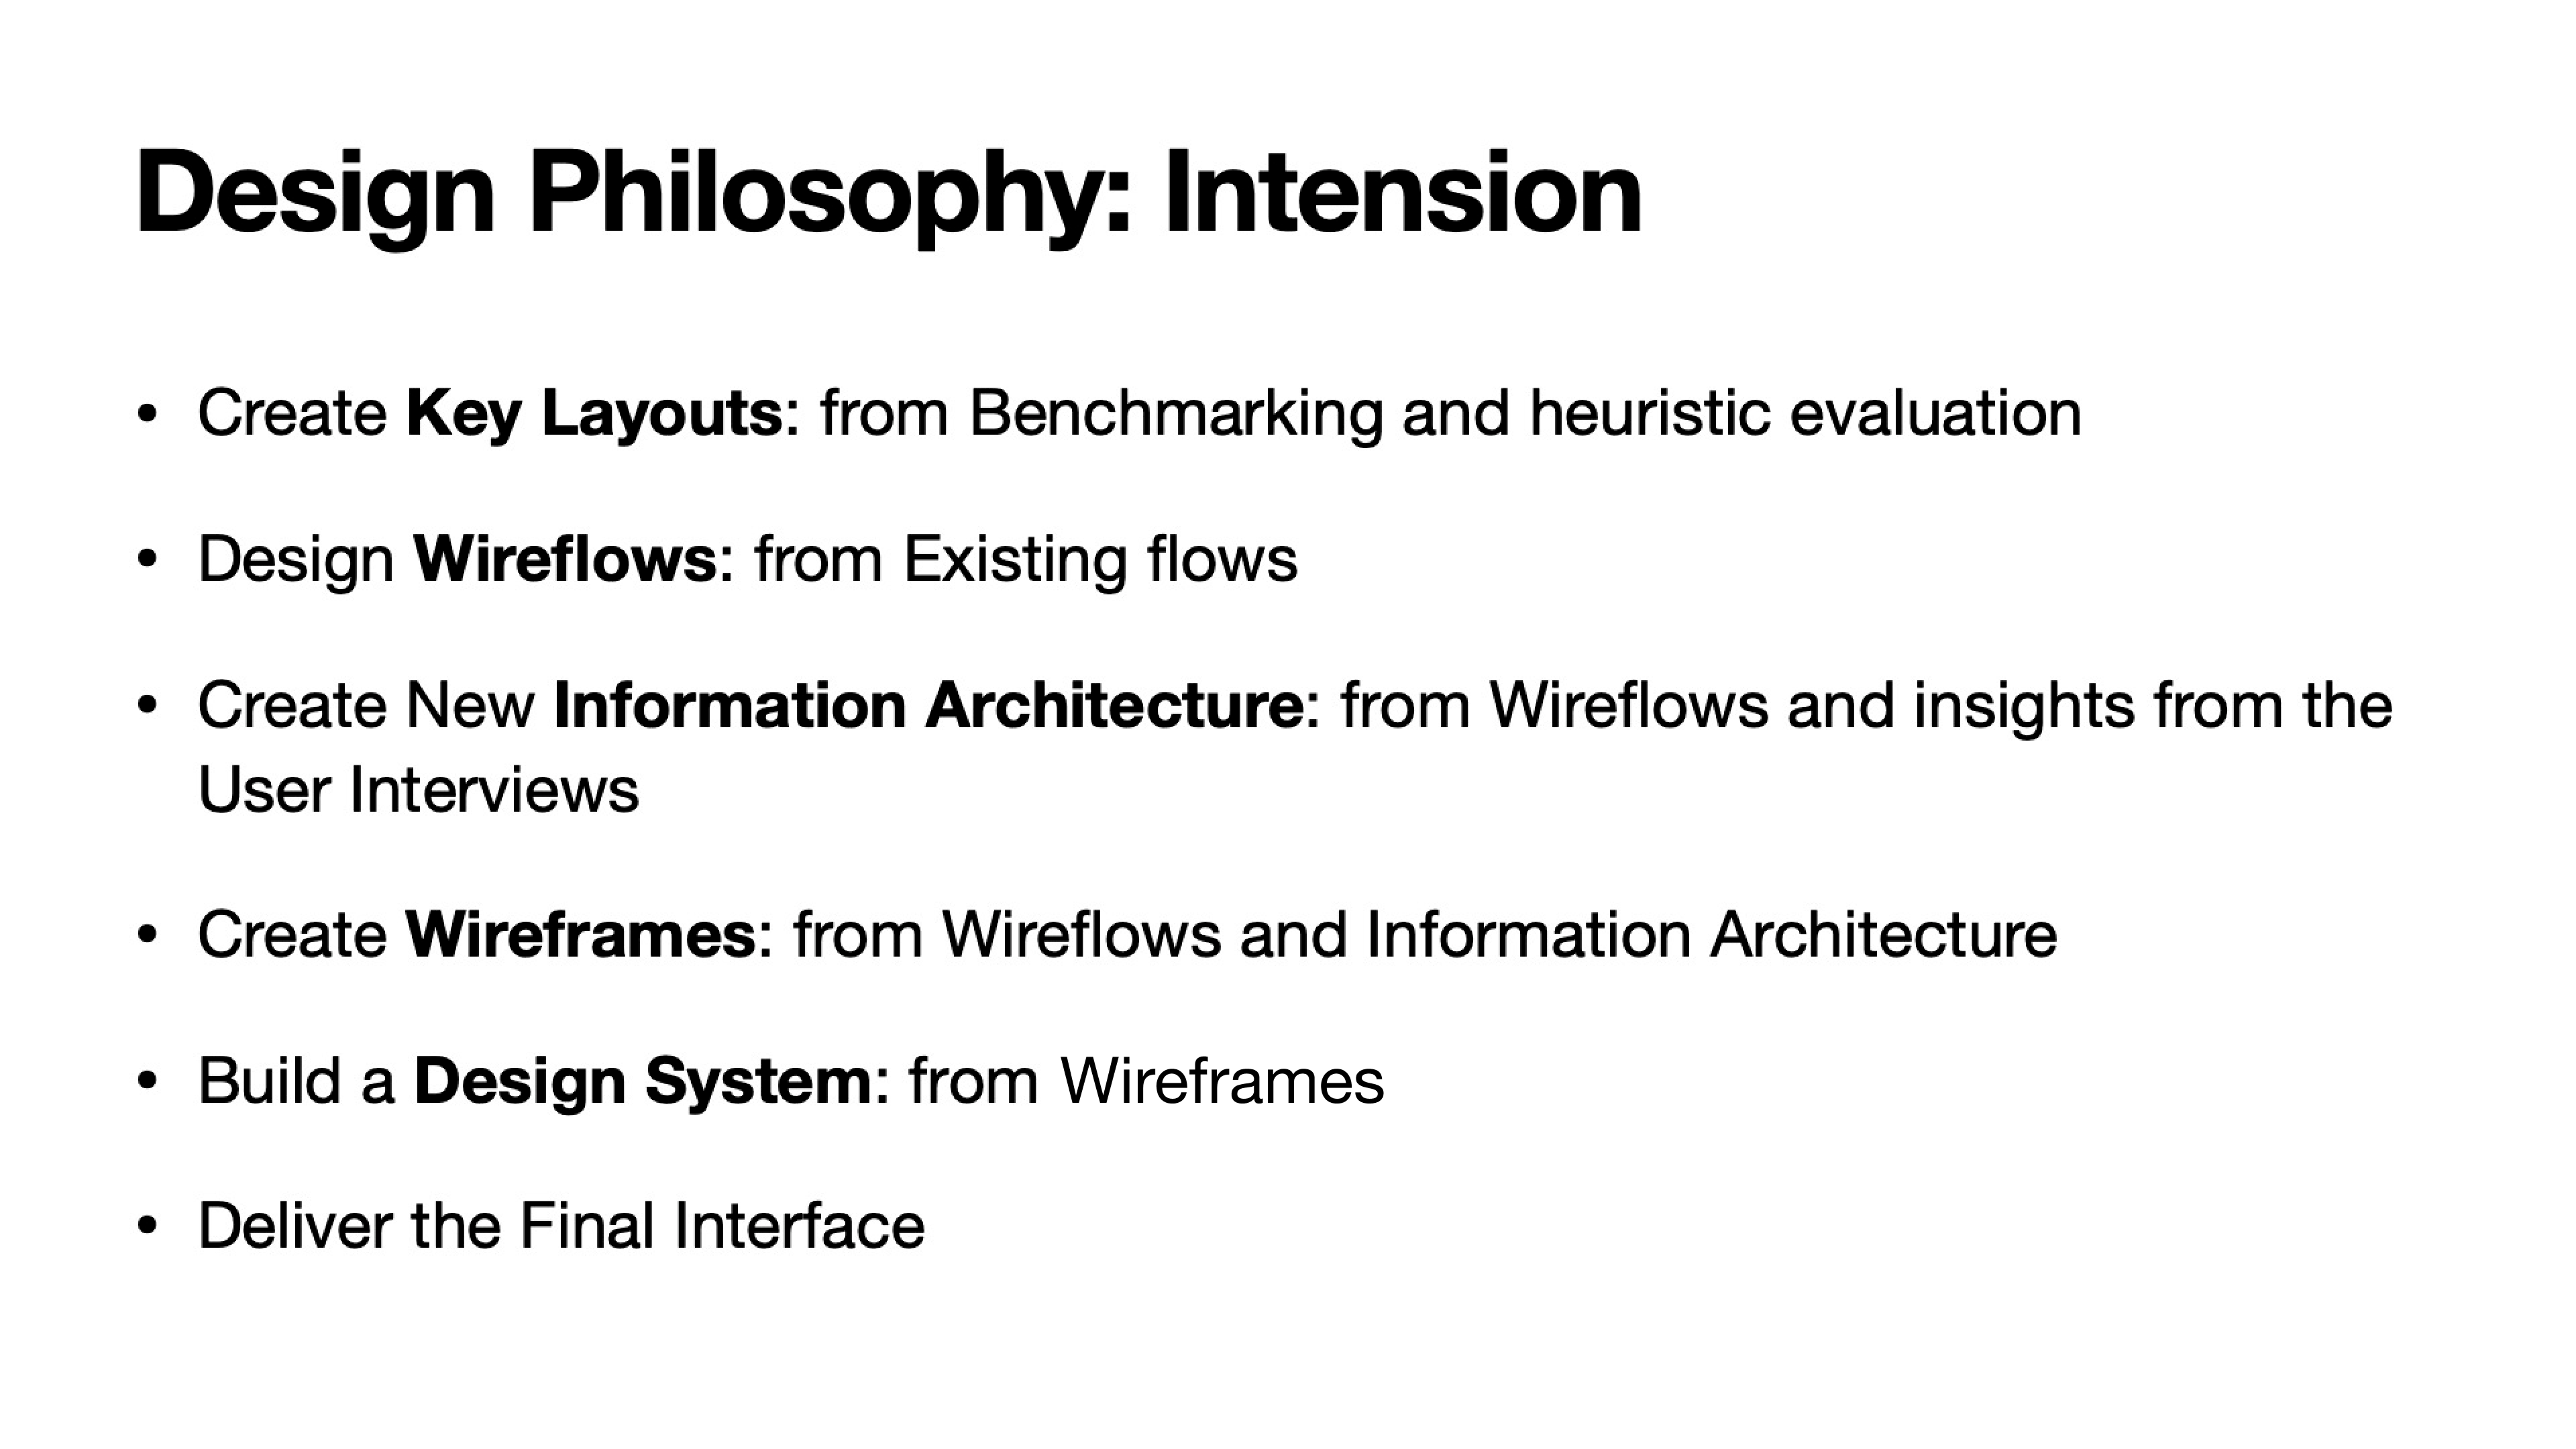 Design Philosophy: Intension
• Create Key Layouts: from Benchmarking and heuristic evaluation
• Design Wireflows: from Existing flows
• Create New Information Architecture: from Wireflows and insights from the
User Interviews
• Create Wireframes: from Wireflows and Information Architecture
• Build a Design System: from Wireframes
• Deliver the Final Interface